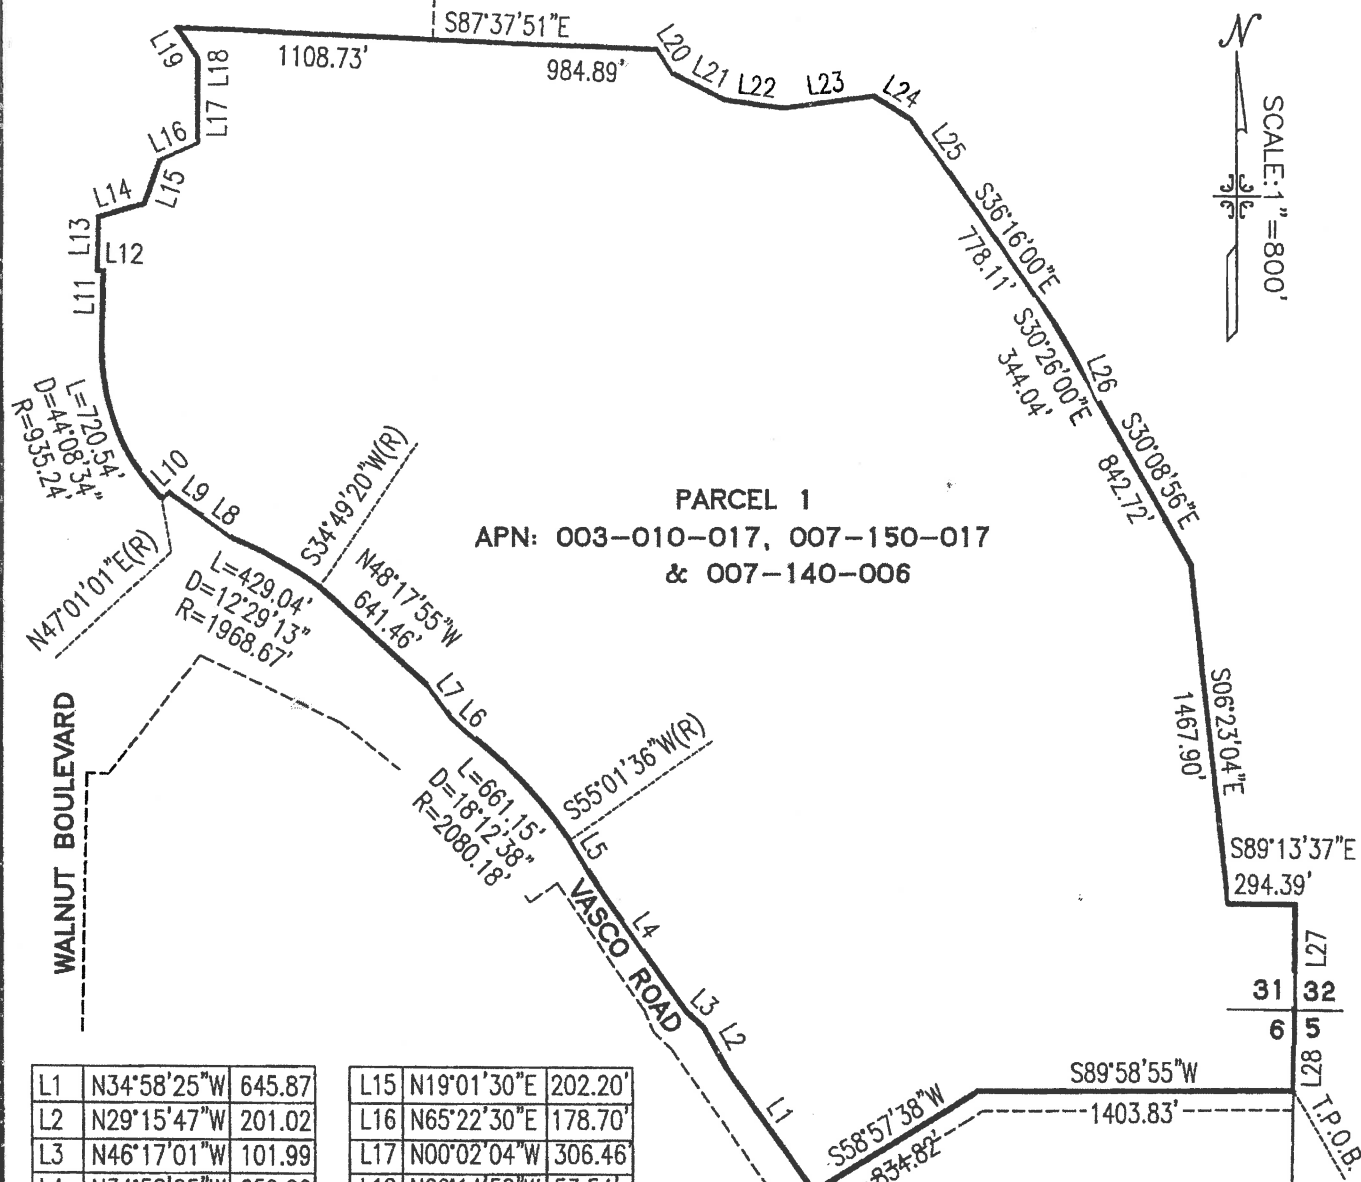 S87°37'51"E
1108.73'
984.89'
L19
L18
L17
L16
L15
L14
L13
L12
L11
L20
L21
L22
L23
L24
L25
N
SCALE:1"=800'
S36°16'00"E
778.11'
S30°26'00"E
344.04'
L26
S30°08'56"E
842.72'
L=720.54'
D=44°08'34"
R=935.24'
L10
L9
L8
N47°01'01"E(R)
S34°49'20"W(R)
L=429.04'
D=12°29'13"
R=1968.67'
N48°17'55"W
641.46'
PARCEL 1
APN: 003-010-017, 007-150-017
& 007-140-006
L7
L6
S55°01'36"W(R)
L=661.15'
D=18°12'38"
R=2080.18'
L5
L4
L3
L2
L1
WALNUT BOULEVARD
VASCO ROAD
S06°23'04"E
1467.90'
S89°13'37"E
294.39'
L27
31 32
6 5
L28
S89°58'55"W
1403.83'
T.P.O.B.
S58°57'38"W
834.82'
L1 N34°58'25"W 645.87
L2 N29°15'47"W 201.02
L3 N46°17'01"W 101.99
L15 N19°01'30"E 202.20'
L16 N65°22'30"E 178.70'
L17 N00°02'04"W 306.46